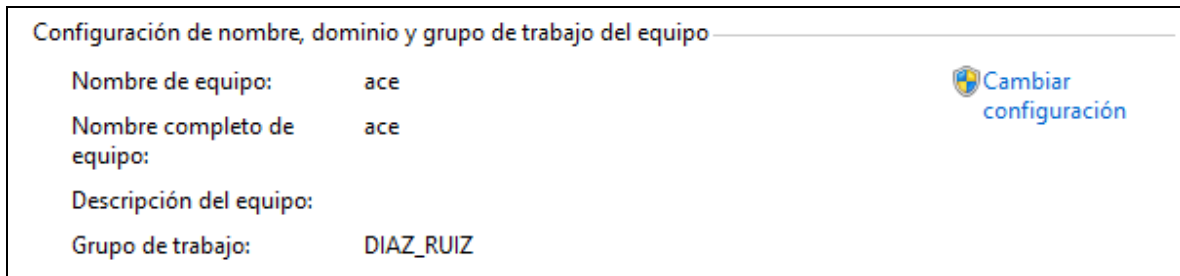 Configuración de nombre, dominio y grupo de trabajo del equipo
Nombre de equipo: ace
Cambiar
configuración
Nombre completo de
equipo: ace
Descripción del equipo:
Grupo de trabajo: DIAZ_RUIZ